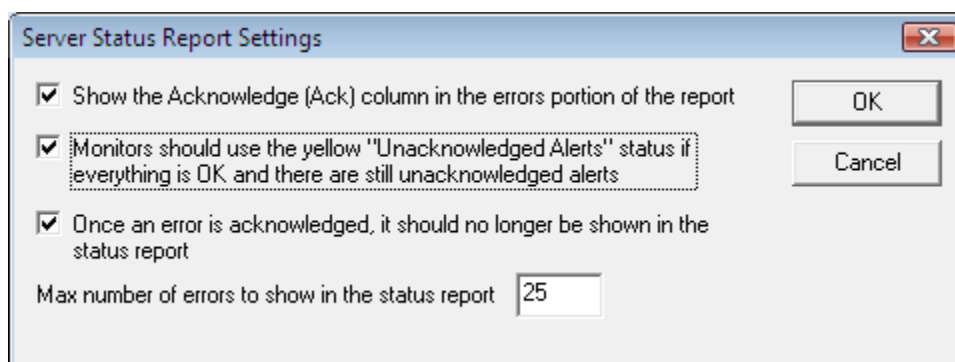 Server Status Report Settings
Show the Acknowledge (Ack) column in the errors portion of the report
OK
Monitors should use the yellow "Unacknowledged Alerts" status if
everything is OK and there are still unacknowledged alerts
Cancel
Once an error is acknowledged, it should no longer be shown in the
status report
Max number of errors to show in the status report 25